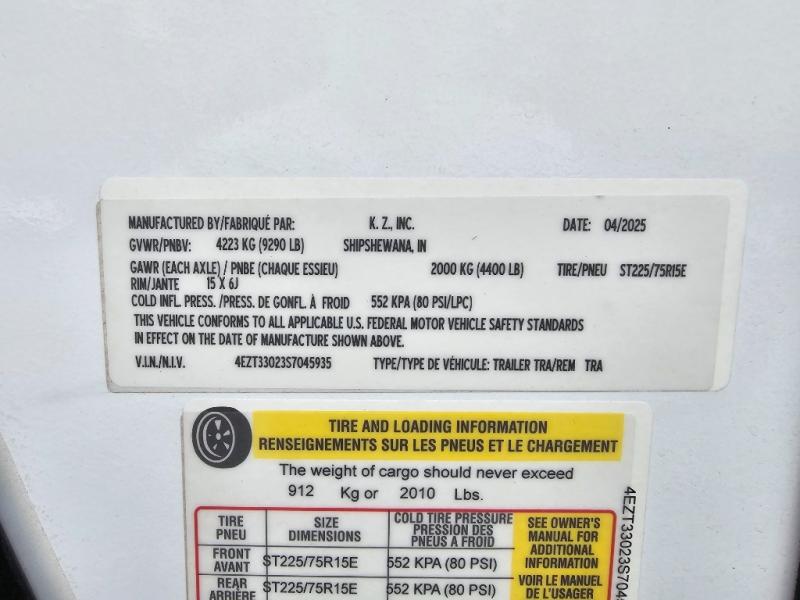 MANUFACTURED BY/FABRIQUÉ PAR: K. Z., INC. DATE: 04/2025
GVWR/PNBV: 4223 KG (9290 LB) SHIPSHEWANA, IN
GAWR (EACH AXLE) / PNBE (CHAQUE ESSIEU) 2000 KG (4400 LB) TIRE/PNEU ST225/75R15E
RIM/JANTE 15 X 6J
COLD INFL. PRESS. /PRESS. DE GONFL. À FROID 552 KPA (80 PSI/LPC)
THIS VEHICLE CONFORMS TO ALL APPLICABLE U.S. FEDERAL MOTOR VEHICLE SAFETY STANDARDS
IN EFFECT ON THE DATE OF MANUFACTURE SHOWN ABOVE.
V.I.N./N.I.V. 4EZT33023S7045935 TYPE/TYPE DE VÉHICULE: TRAILER TRA/REM TRA
TIRE AND LOADING INFORMATION
RENSEIGNEMENTS SUR LES PNEUS ET LE CHARGEMENT
The weight of cargo should never exceed
912 Kg or 2010 Lbs.
TIRE
PNEU
SIZE
DIMENSIONS
COLD TIRE PRESSURE
PRESSION DES
PNEUS A FROID
SEE OWNER'S
MANUAL FOR
ADDITIONAL
INFORMATION
VOIR LE MANUEL
DE L'USAGER
FRONT
AVANT
ST225/75R15E
552 KPA (80 PSI)
REAR
ARRIÈRE
ST225/75R15E
552 KPA (80 PSI)
4EZT33023S704